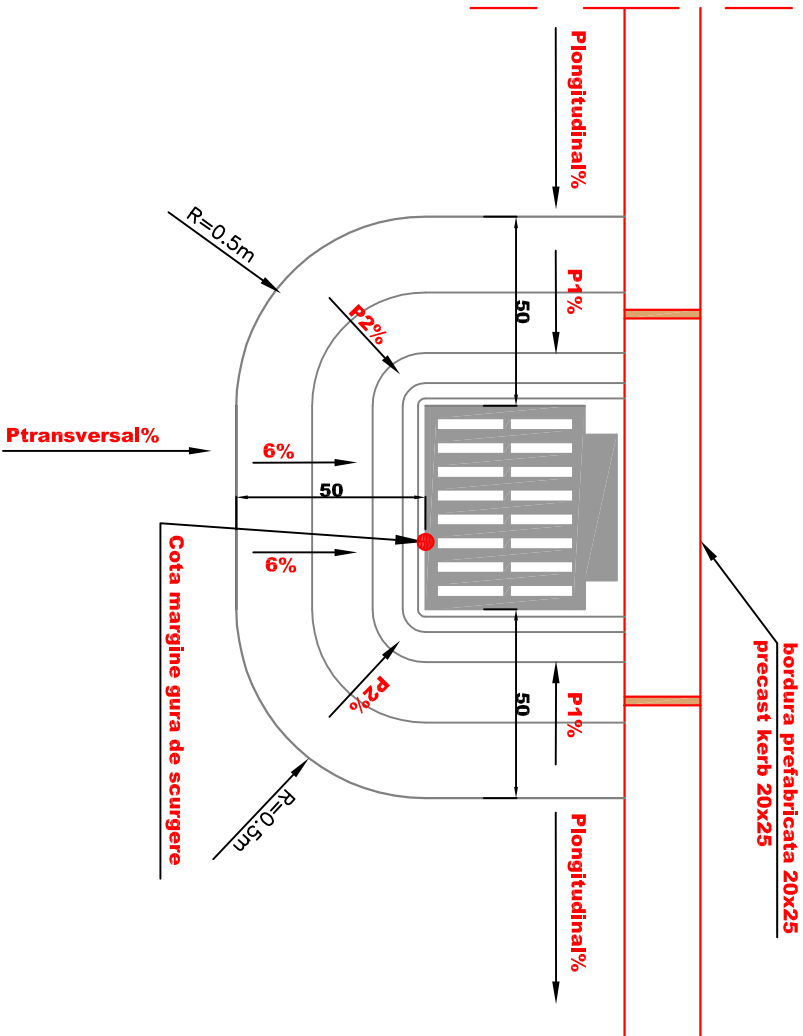 Plongitudinal%
R=0.5m
P1%
50
P2%
Ptransversal%
6%
50
6%
Cota margine gura de scurgere
bordura prefabricata 20x25
precast kerb 20x25
P2%
50
P1%
R=0.5m
Plongitudinal%